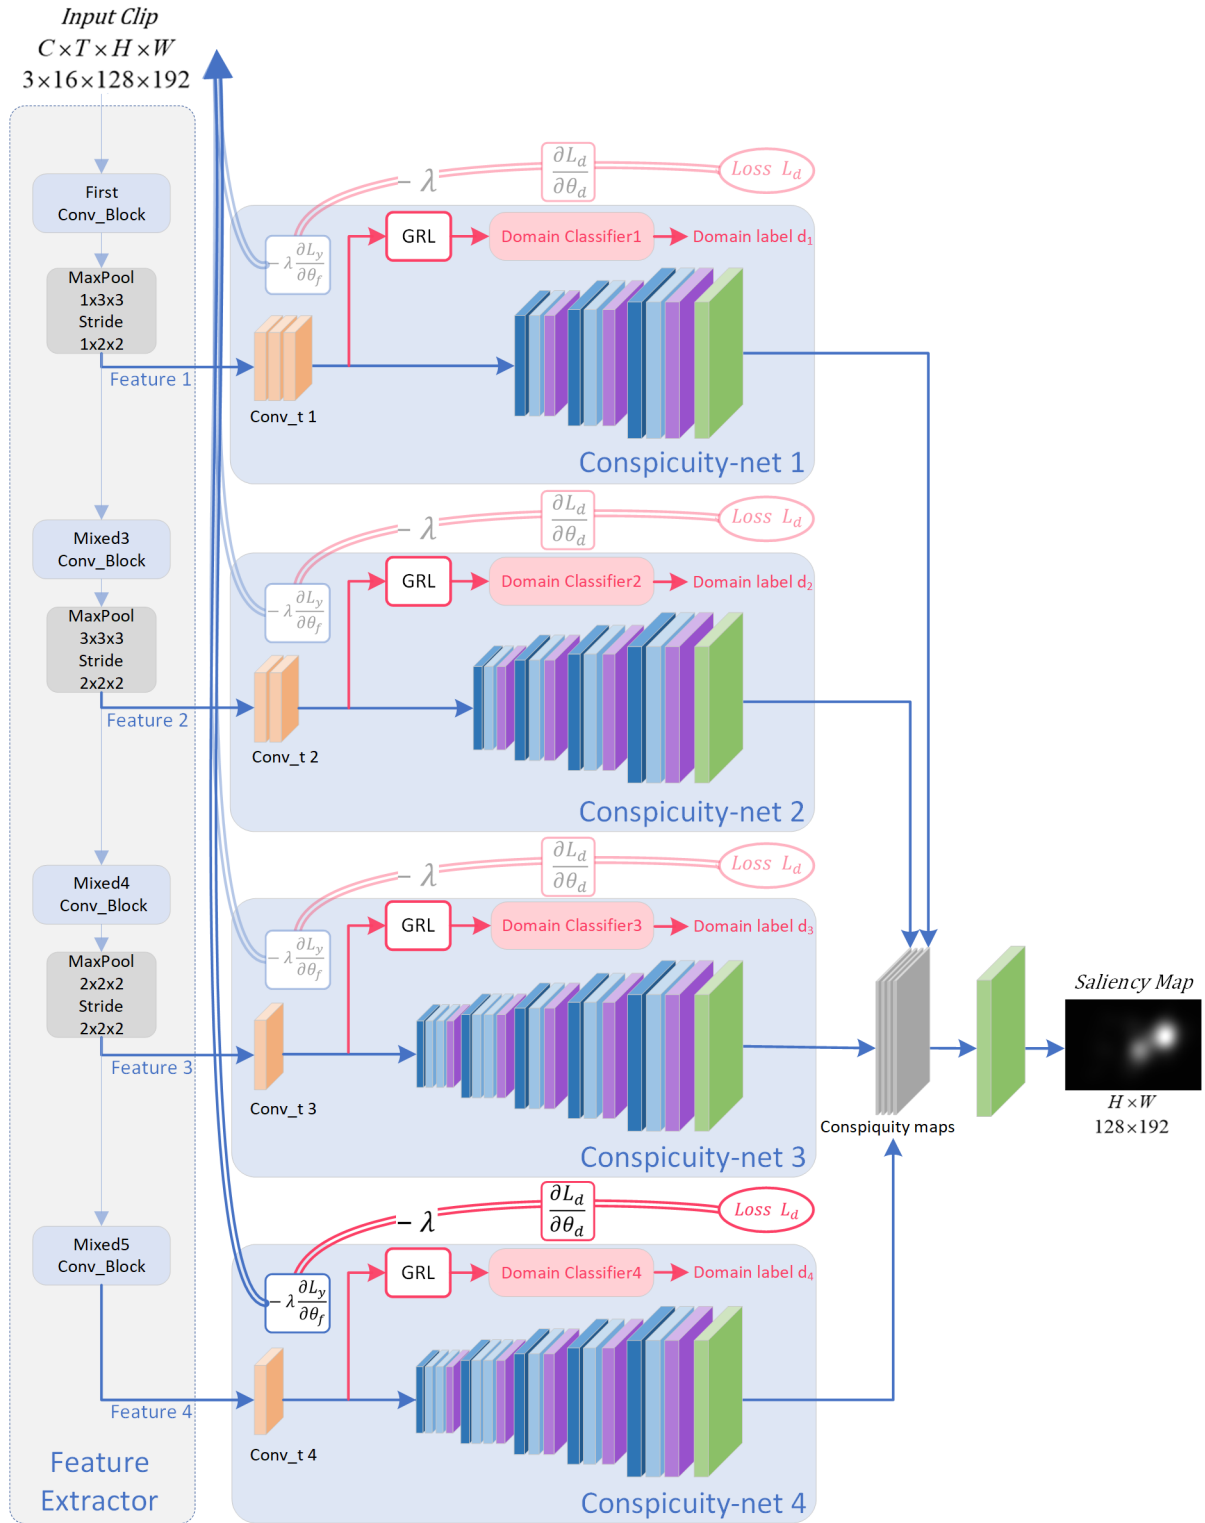 Input Clip
C×T×H×W
3×16×128×192
First
Conv_Block
MaxPool
1x3x3
Stride
1x2x2
Feature 1
Mixed3
Conv_Block
MaxPool
3x3x3
Stride
2x2x2
Feature 2
Mixed4
Conv_Block
MaxPool
2x2x2
Stride
2x2x2
Feature 3
Mixed5
Conv_Block
Feature 4
Feature
Extractor
− λ
∂L_d
∂θ_d
Loss L_d
− λ ∂L_y
∂θ_f
GRL
Domain Classifier1
Domain label d₁
Conv_t 1
Conspicuity-net 1
− λ
∂L_d
∂θ_d
Loss L_d
− λ ∂L_y
∂θ_f
GRL
Domain Classifier2
Domain label d₂
Conv_t 2
Conspicuity-net 2
− λ
∂L_d
∂θ_d
Loss L_d
− λ ∂L_y
∂θ_f
GRL
Domain Classifier3
Domain label d₃
Conv_t 3
Conspicuity-net 3
− λ
∂L_d
∂θ_d
Loss L_d
− λ ∂L_y
∂θ_f
GRL
Domain Classifier4
Domain label d₄
Conv_t 4
Conspicuity-net 4
Conspiquity maps
Saliency Map
H×W
128×192